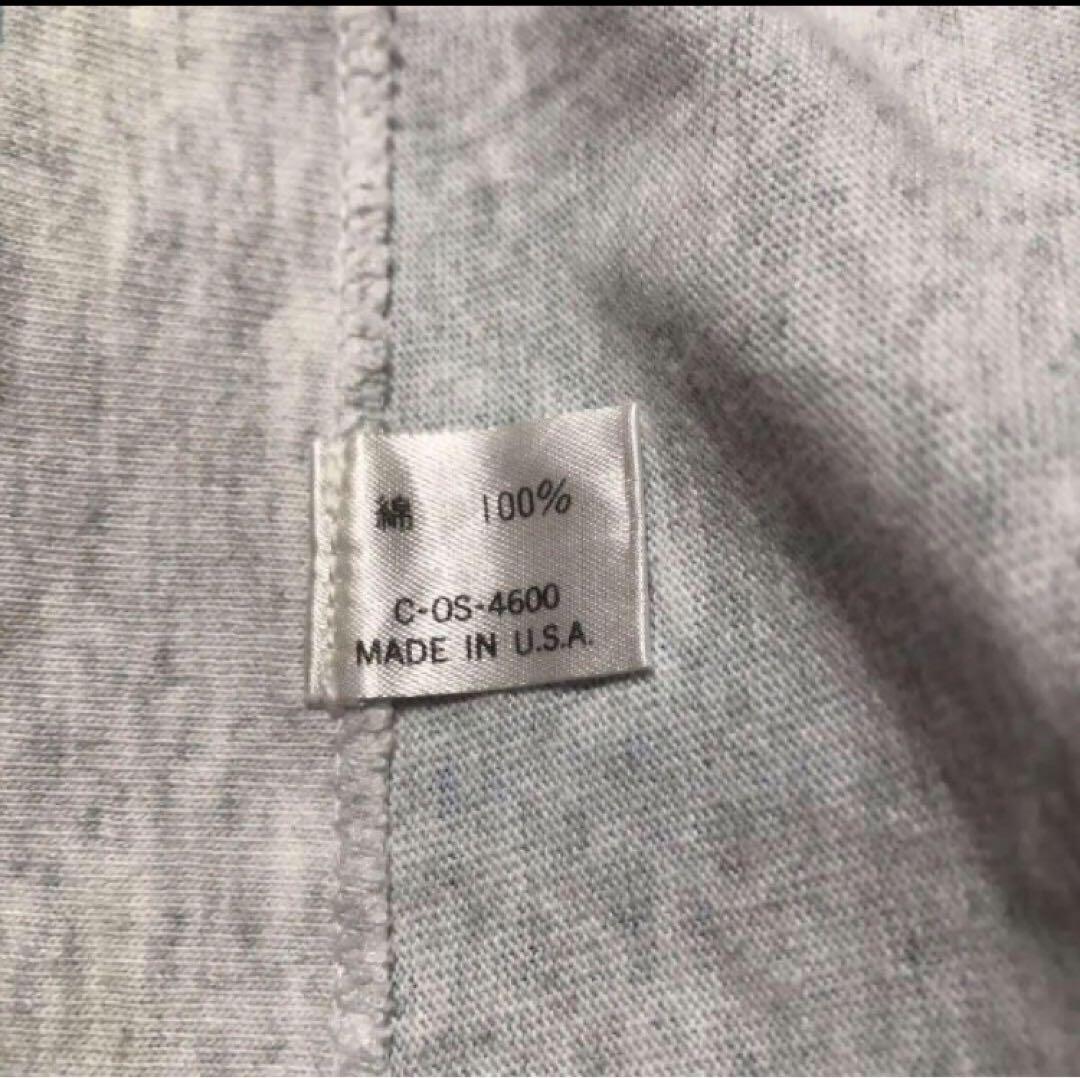 綿 100%
C-OS-4600
MADE IN U.S.A.